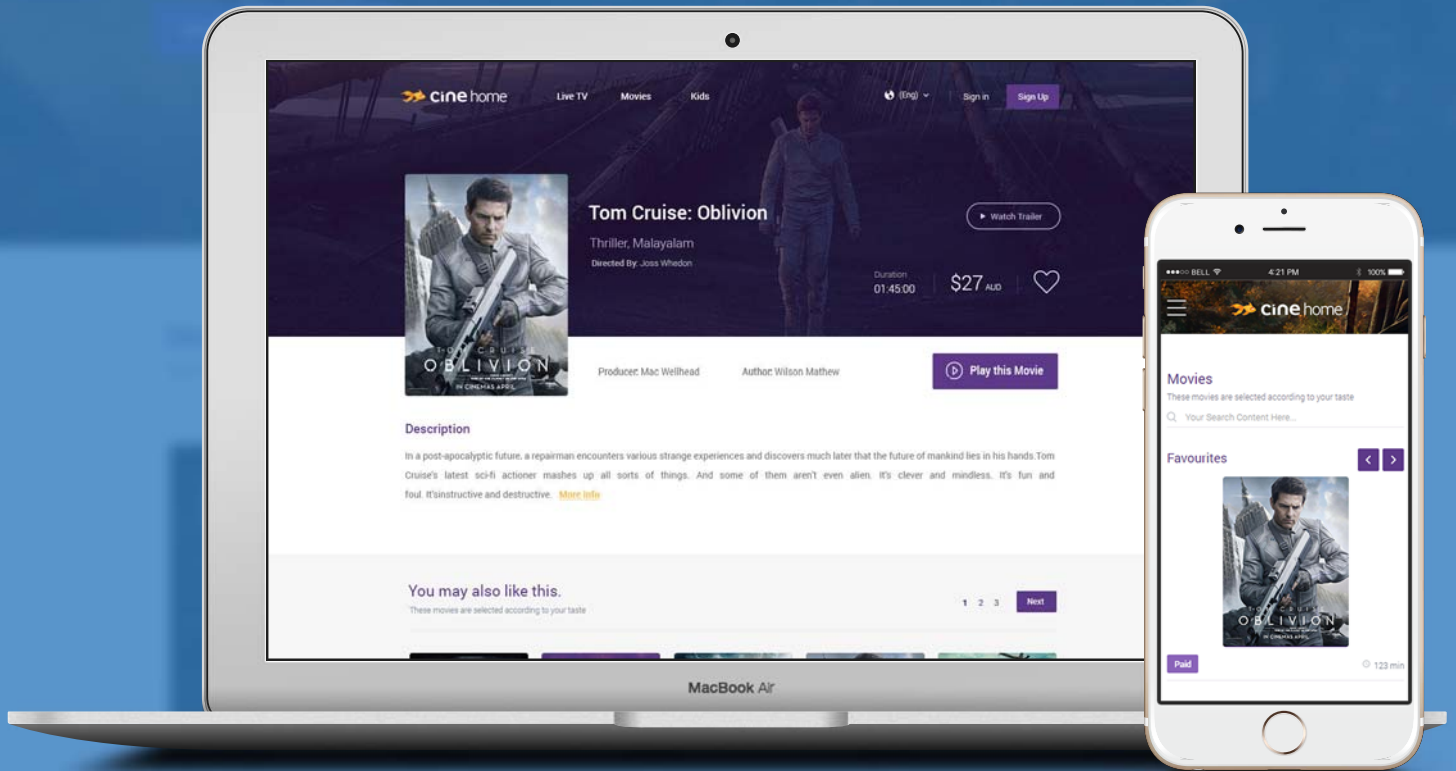 cine home
Live TV
Movies
Kids
(Eng)
Sign in
Sign Up
Tom Cruise: Oblivion
Thriller, Malayalam
Directed By: Joss Whedon
Watch Trailer
Duration
01:45:00
$27 AUD
TOM CRUISE
OBLIVION
IN CINEMAS APRIL
Producer: Mac Wellhead
Author: Wilson Mathew
Play this Movie
Description
In a post-apocalyptic future, a repairman encounters various strange experiences and discovers much later that the future of mankind lies in his hands.Tom
Cruise's latest sci-fi actioner mashes up all sorts of things. And some of them aren't even alien. It's clever and mindless. It's fun and
foul. It'sinstructive and destructive. More info
You may also like this.
These movies are selected according to your taste
1 2 3 Next
MacBook Air
BELL
4:21 PM
100%
cine home
Movies
These movies are selected according to your taste
Your Search Content Here...
Favourites
TOM CRUISE
OBLIVION
IN CINEMAS APRIL
Paid
123 min